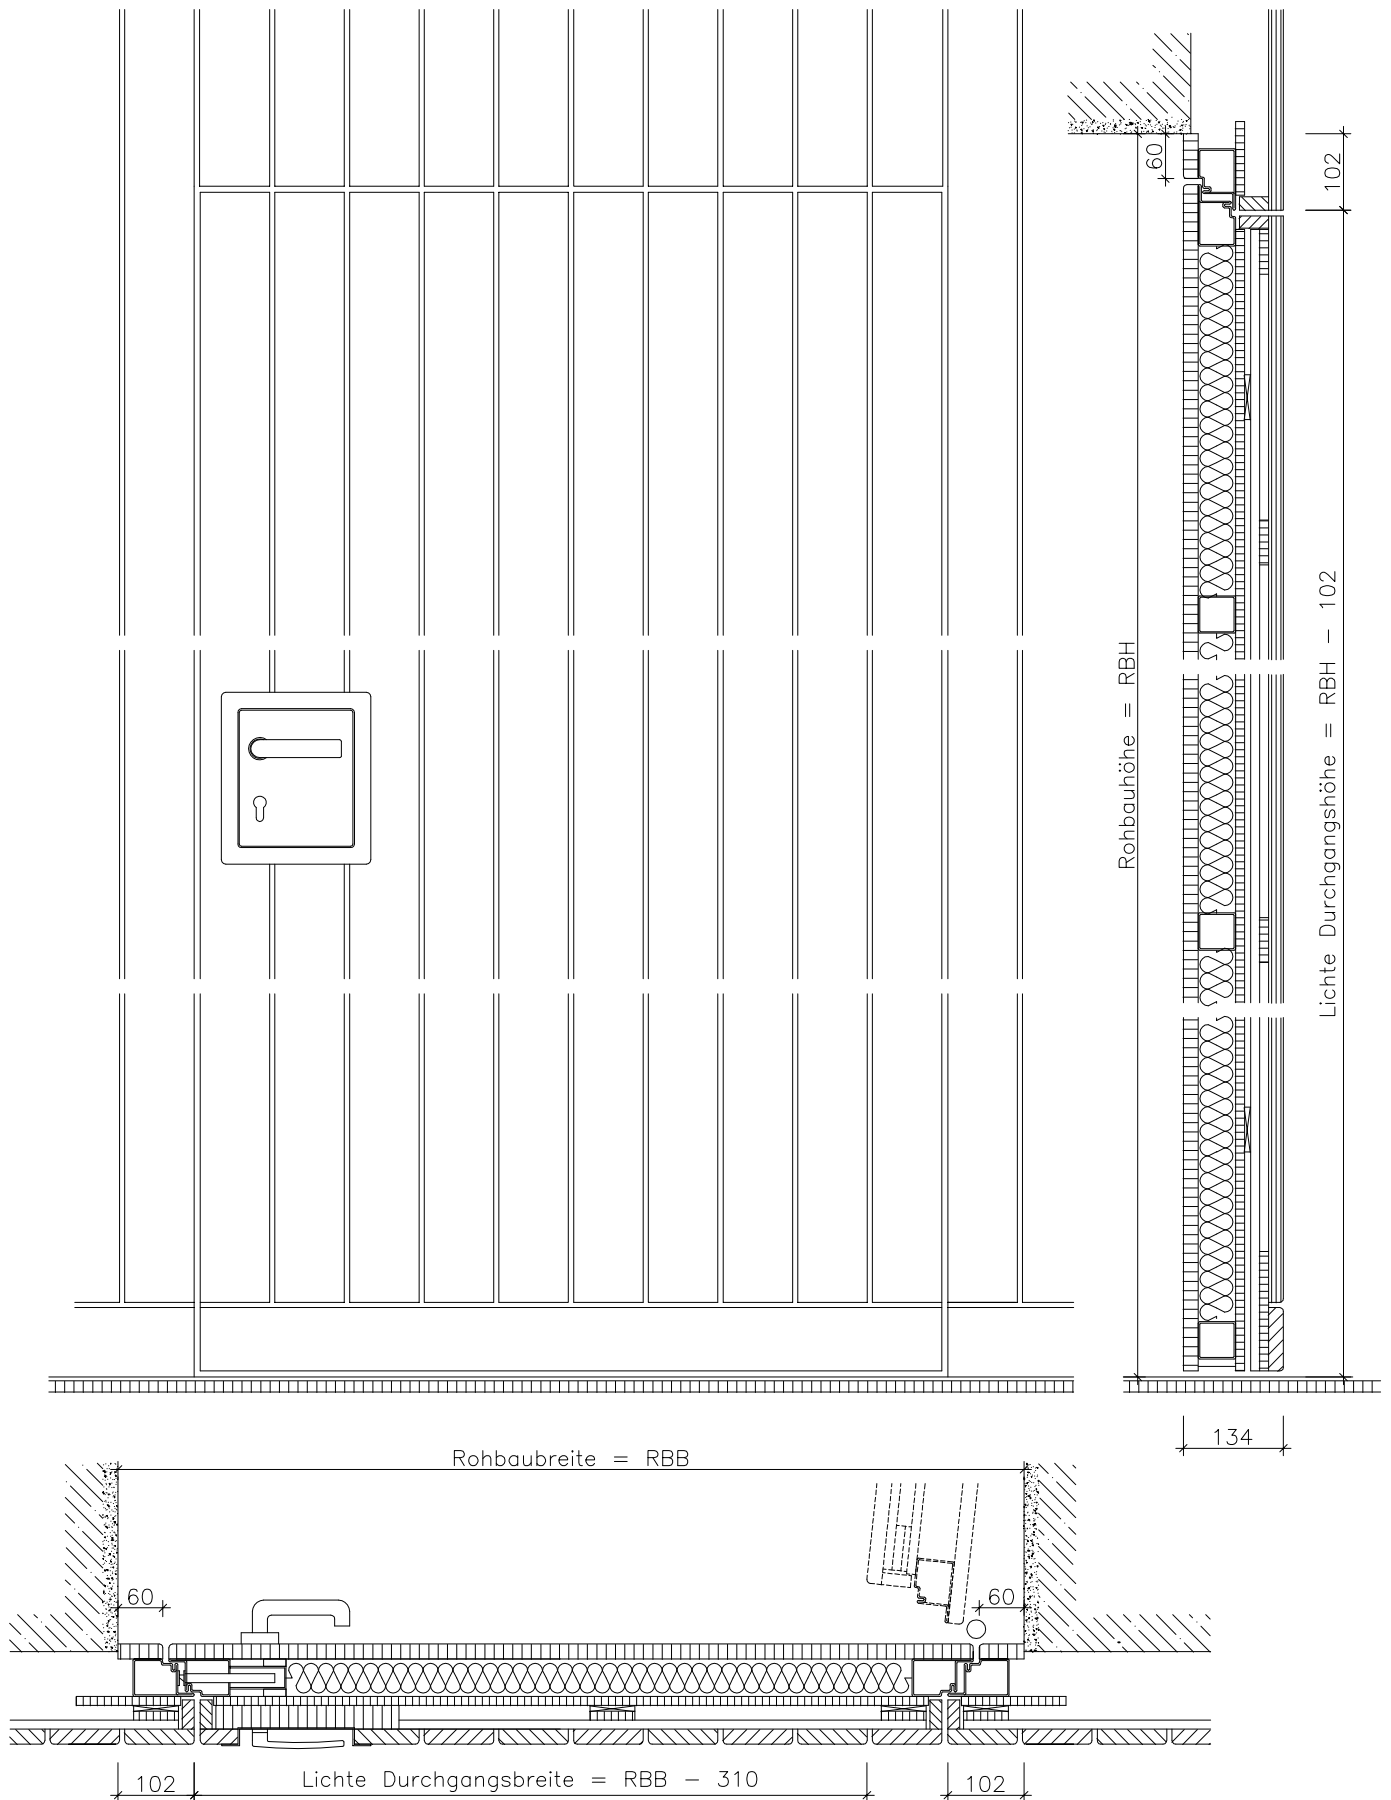 60
102
Rohbauhöhe = RBH
Lichte Durchgangshöhe = RBH - 102
134
Rohbaubreite = RBB
60
60
102
Lichte Durchgangsbreite = RBB - 310
102